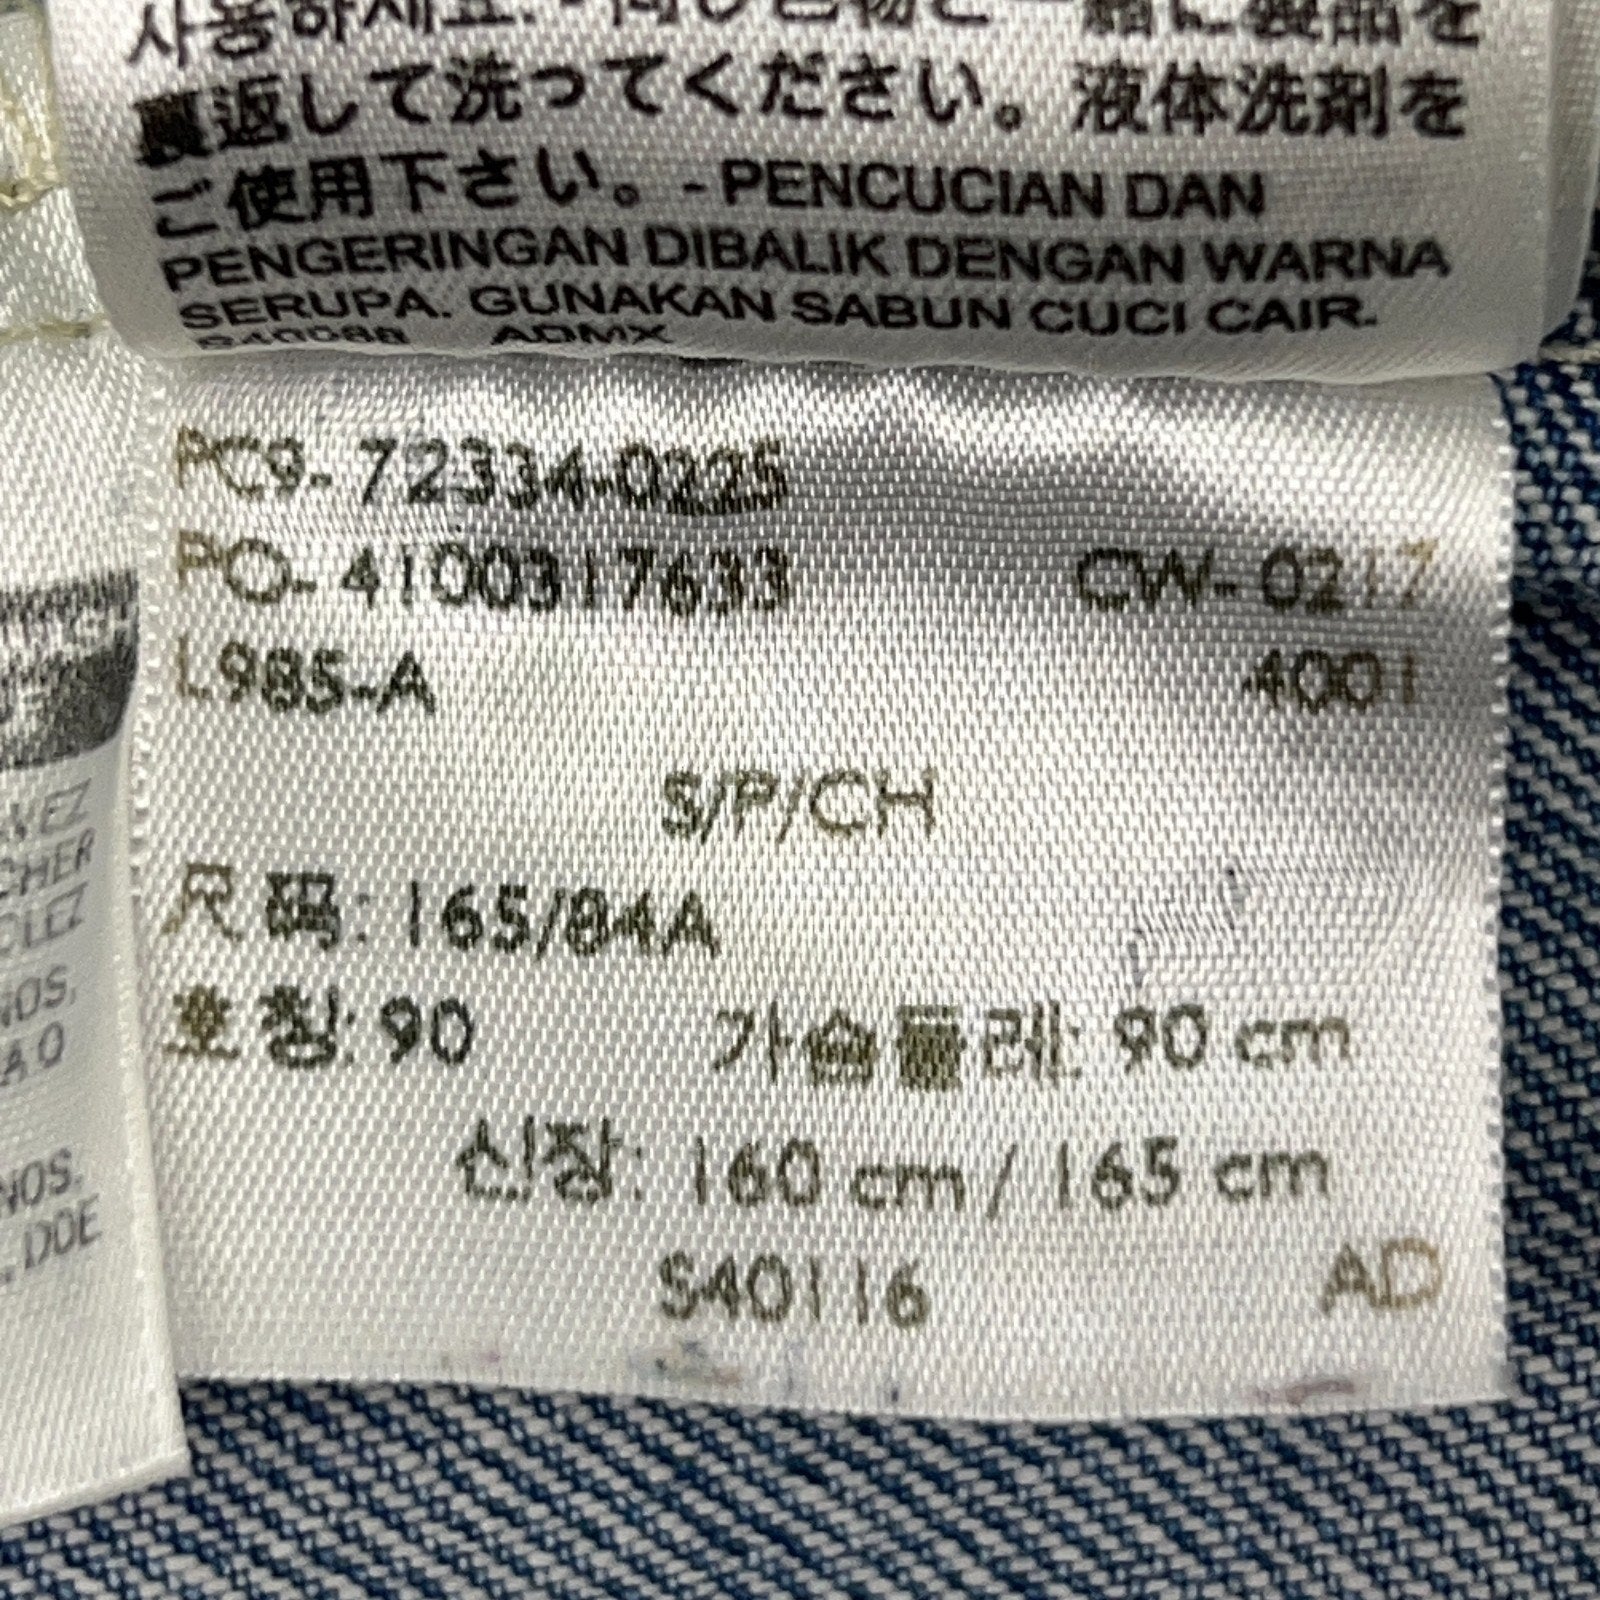 사용하세요. - 同じ色物と一緒に製品を
裏返して洗ってください。液体洗剤を
ご使用下さい。 - PENCUCIAN DAN
PENGERINGAN DIBALIK DENGAN WARNA
SERUPA. GUNAKAN SABUN CUCI CAIR.
ADMX
PC9-72334-0225
PO-4100317633 CW-0217
L985-A 4001
S/P/CH
尺码: 165/84A
호칭: 90 가슴둘레: 90 cm
신장: 160 cm / 165 cm
S40116 AD
NOS.
NOS.
DOE